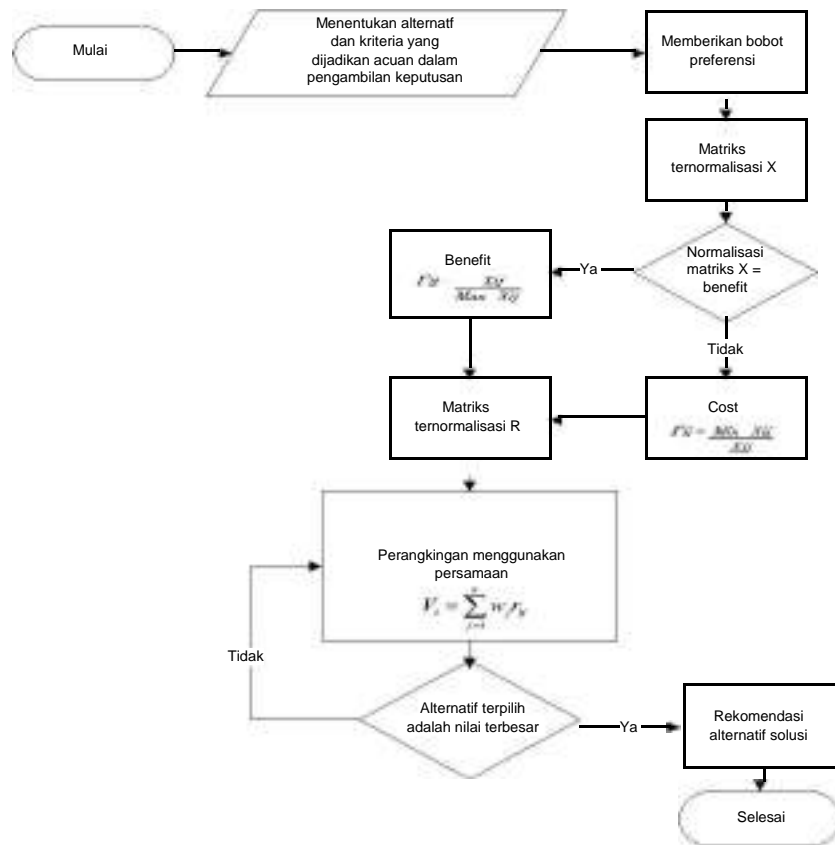 Mulai
Menentukan alternatf
dan kriteria yang
dijadikan acuan dalam
pengambilan keputusan
Memberikan bobot
preferensi
Matriks
ternormalisasi X
Normalisasi
matriks X =
benefit
Ya
Benefit
Tidak
Cost
Matriks
ternormalisasi R
Perangkingan menggunakan
persamaan
Tidak
Alternatif terpilih
adalah nilai terbesar
Ya
Rekomendasi
alternatif solusi
Selesai